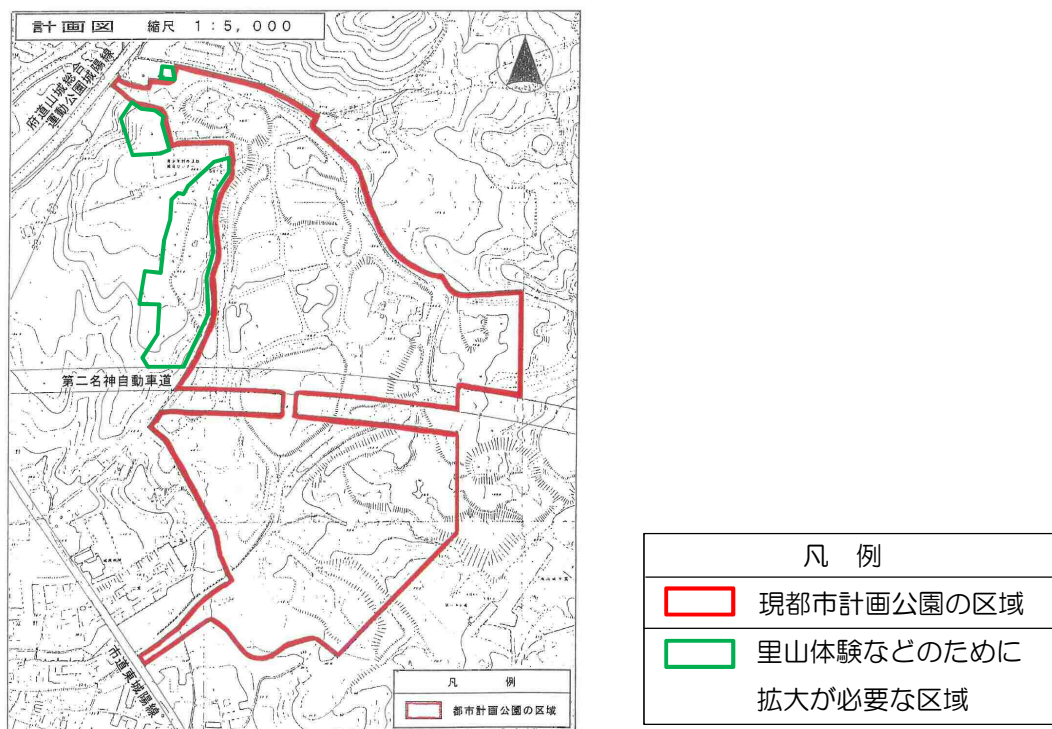 計画図 縮尺 1:5,000
府道山城総合
運動公園城陽線
第二名神自動車道
市道東城陽線
凡 例
都市計画公園の区域
凡 例
現都市計画公園の区域
里山体験などのために
拡大が必要な区域